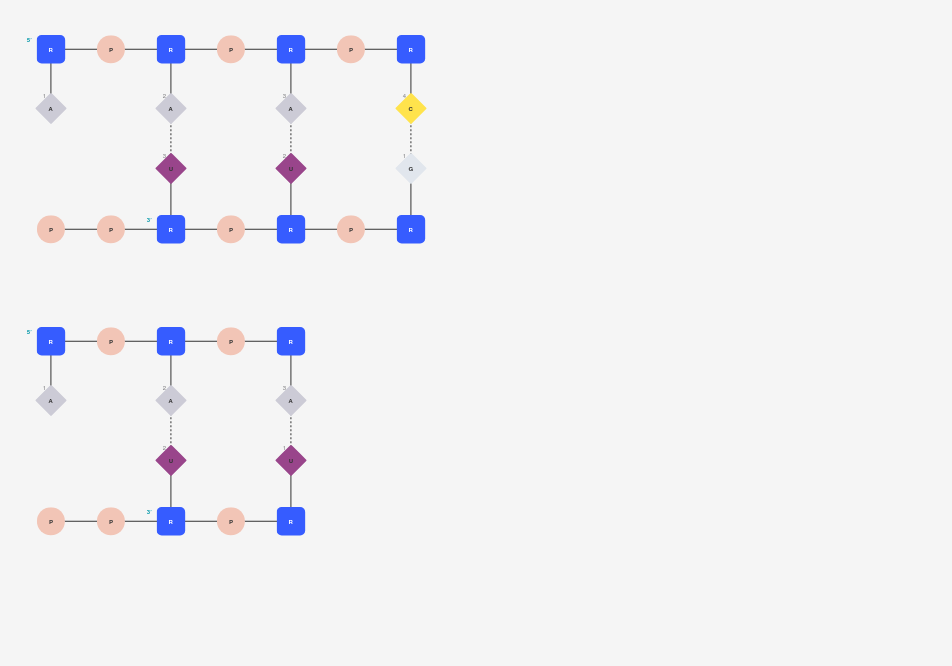 5'
R P R P R P R
1 2 3 4
A A A C
3 2 1
U U G
3'
P P R P R P R
5'
R P R P R
1 2 3
A A A
2 1
U U
3'
P P R P R